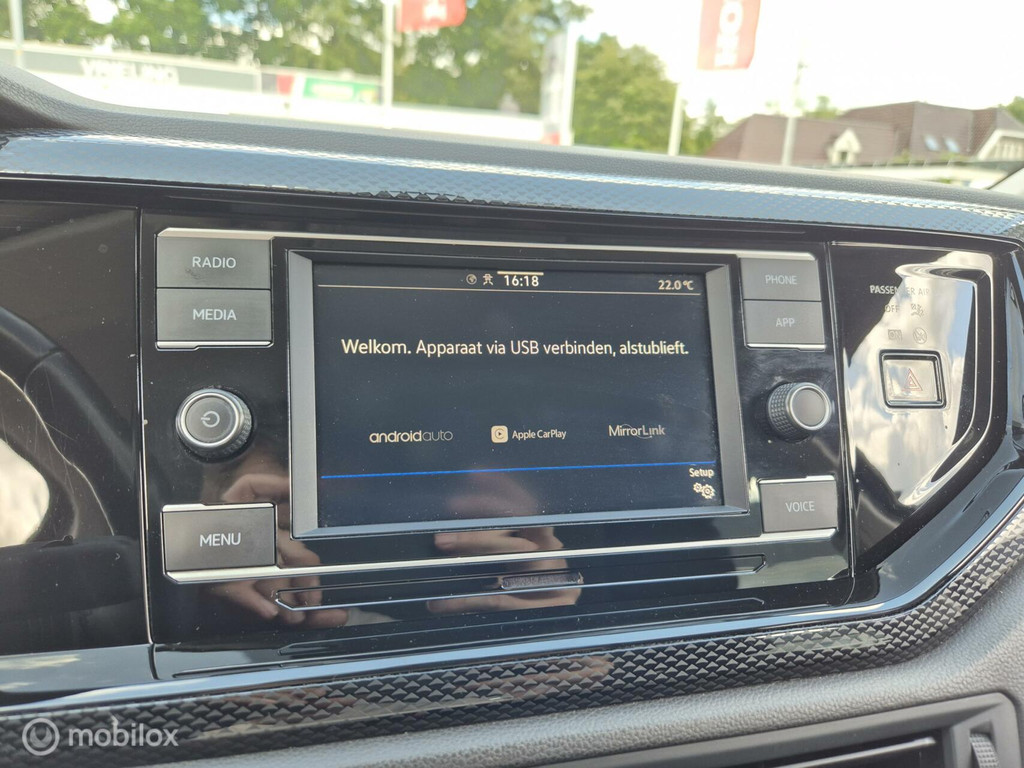 RADIO
MEDIA
MENU
16:18
22.0°C
Welkom. Apparaat via USB verbinden, alstublieft.
androidauto
Apple CarPlay
MirrorLink
Setup
PHONE
APP
VOICE
PASSENGER AIR
OFF
mobilox